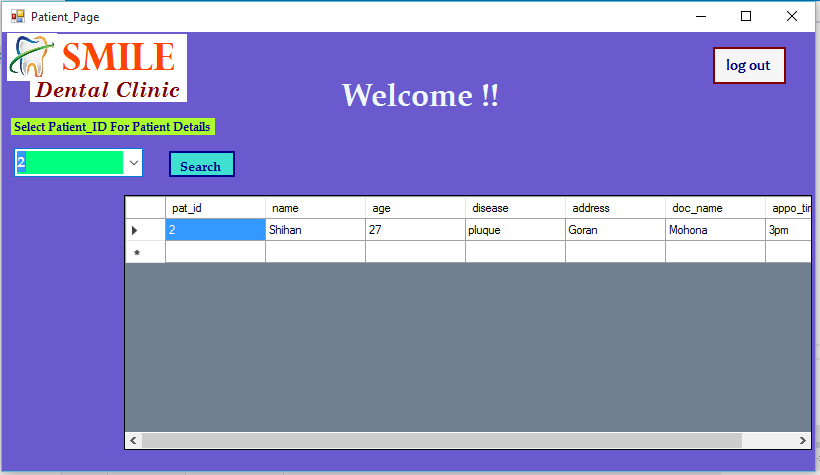 Patient_Page
SMILE
Dental Clinic
log out
Welcome !!
Select Patient_ID For Patient Details
2
Search
pat_id name age disease address doc_name appo_tim
2 Shihan 27 pluque Goran Mohona 3pm